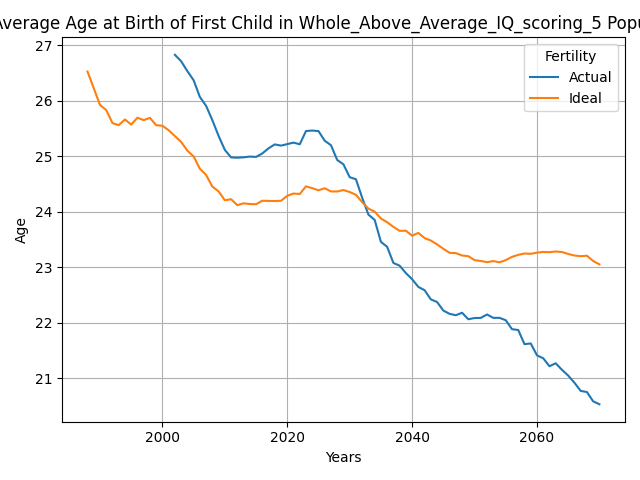 Average Age at Birth of First Child in Whole_Above_Average_IQ_scoring_5
27
26
25
24
23
22
21
Age
2000
2020
2040
2060
Years
Fertility
Actual
Ideal